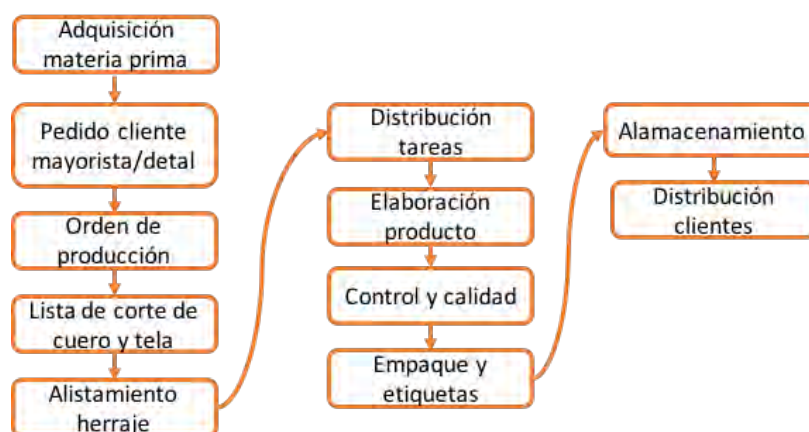 Adquisición
materia prima
Pedido cliente
mayorista/detal
Orden de
producción
Lista de corte de
cuero y tela
Alistamiento
herraje
Distribución
tareas
Elaboración
producto
Control y calidad
Empaque y
etiquetas
Alamacenamiento
Distribución
clientes